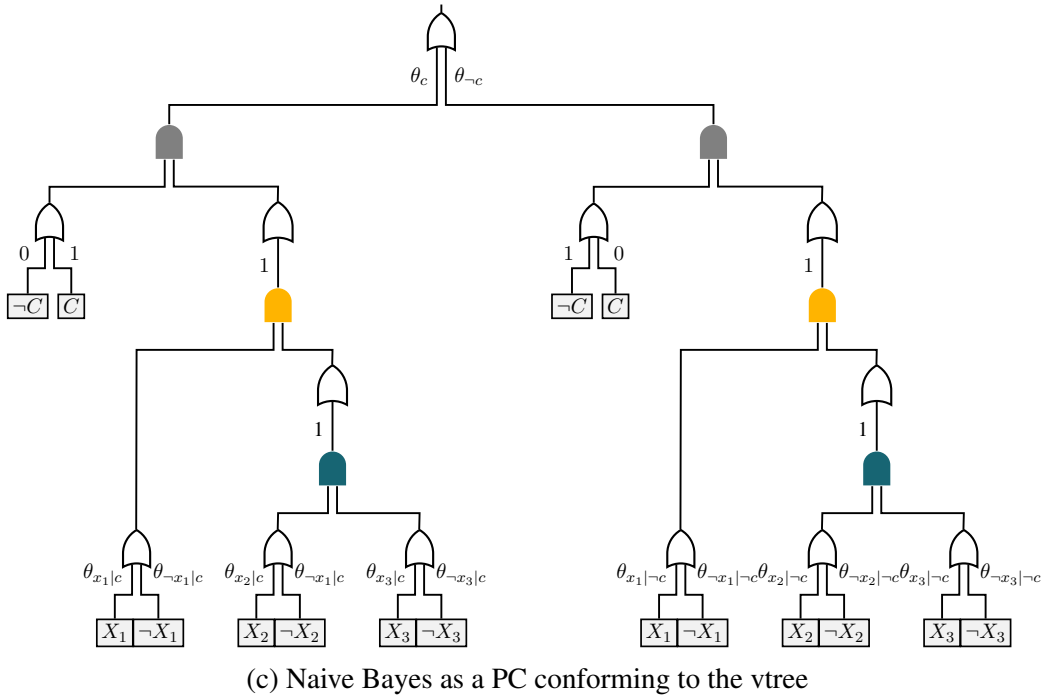 θ_c θ_¬c
0 1 1 1 0 1
¬C C ¬C C
1 1
θ_{x_1|c} θ_{¬x_1|c} θ_{x_2|c} θ_{¬x_1|c} θ_{x_3|c} θ_{¬x_3|c} θ_{x_1|¬c} θ_{¬x_1|¬c} θ_{x_2|¬c} θ_{¬x_2|¬c} θ_{x_3|¬c} θ_{¬x_3|¬c}
X_1 ¬X_1 X_2 ¬X_2 X_3 ¬X_3 X_1 ¬X_1 X_2 ¬X_2 X_3 ¬X_3
(c) Naive Bayes as a PC conforming to the vtree